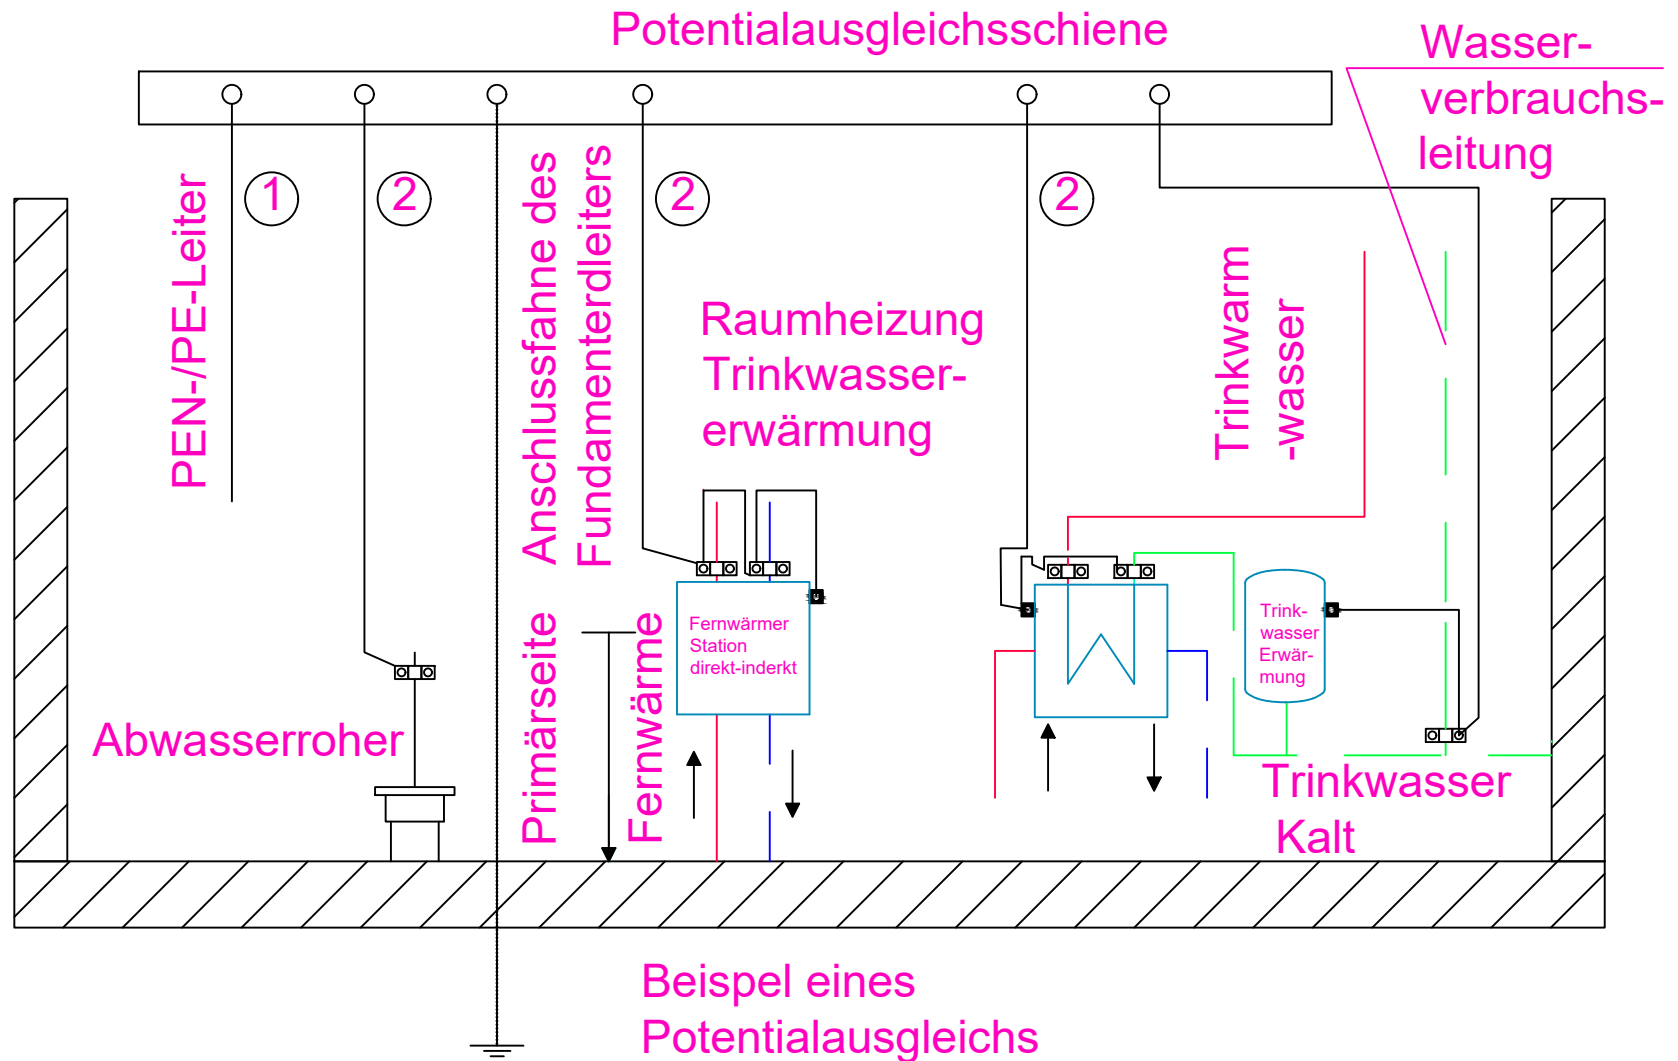 Potentialausgleichsschiene
Wasser-
verbrauchs-
leitung
1
2
2
2
PEN-/PE-Leiter
Anschlussfahne des
Fundamenterdleiters
Raumheizung
Trinkwasser-
erwärmung
Trinkwarm
-wasser
Fernwärmer
Station
direkt-inderkt
Trink-
wasser
Erwär-
mung
Abwasserroher
Primärseite
Fernwärme
Trinkwasser
Kalt
Beispel eines
Potentialausgleichs